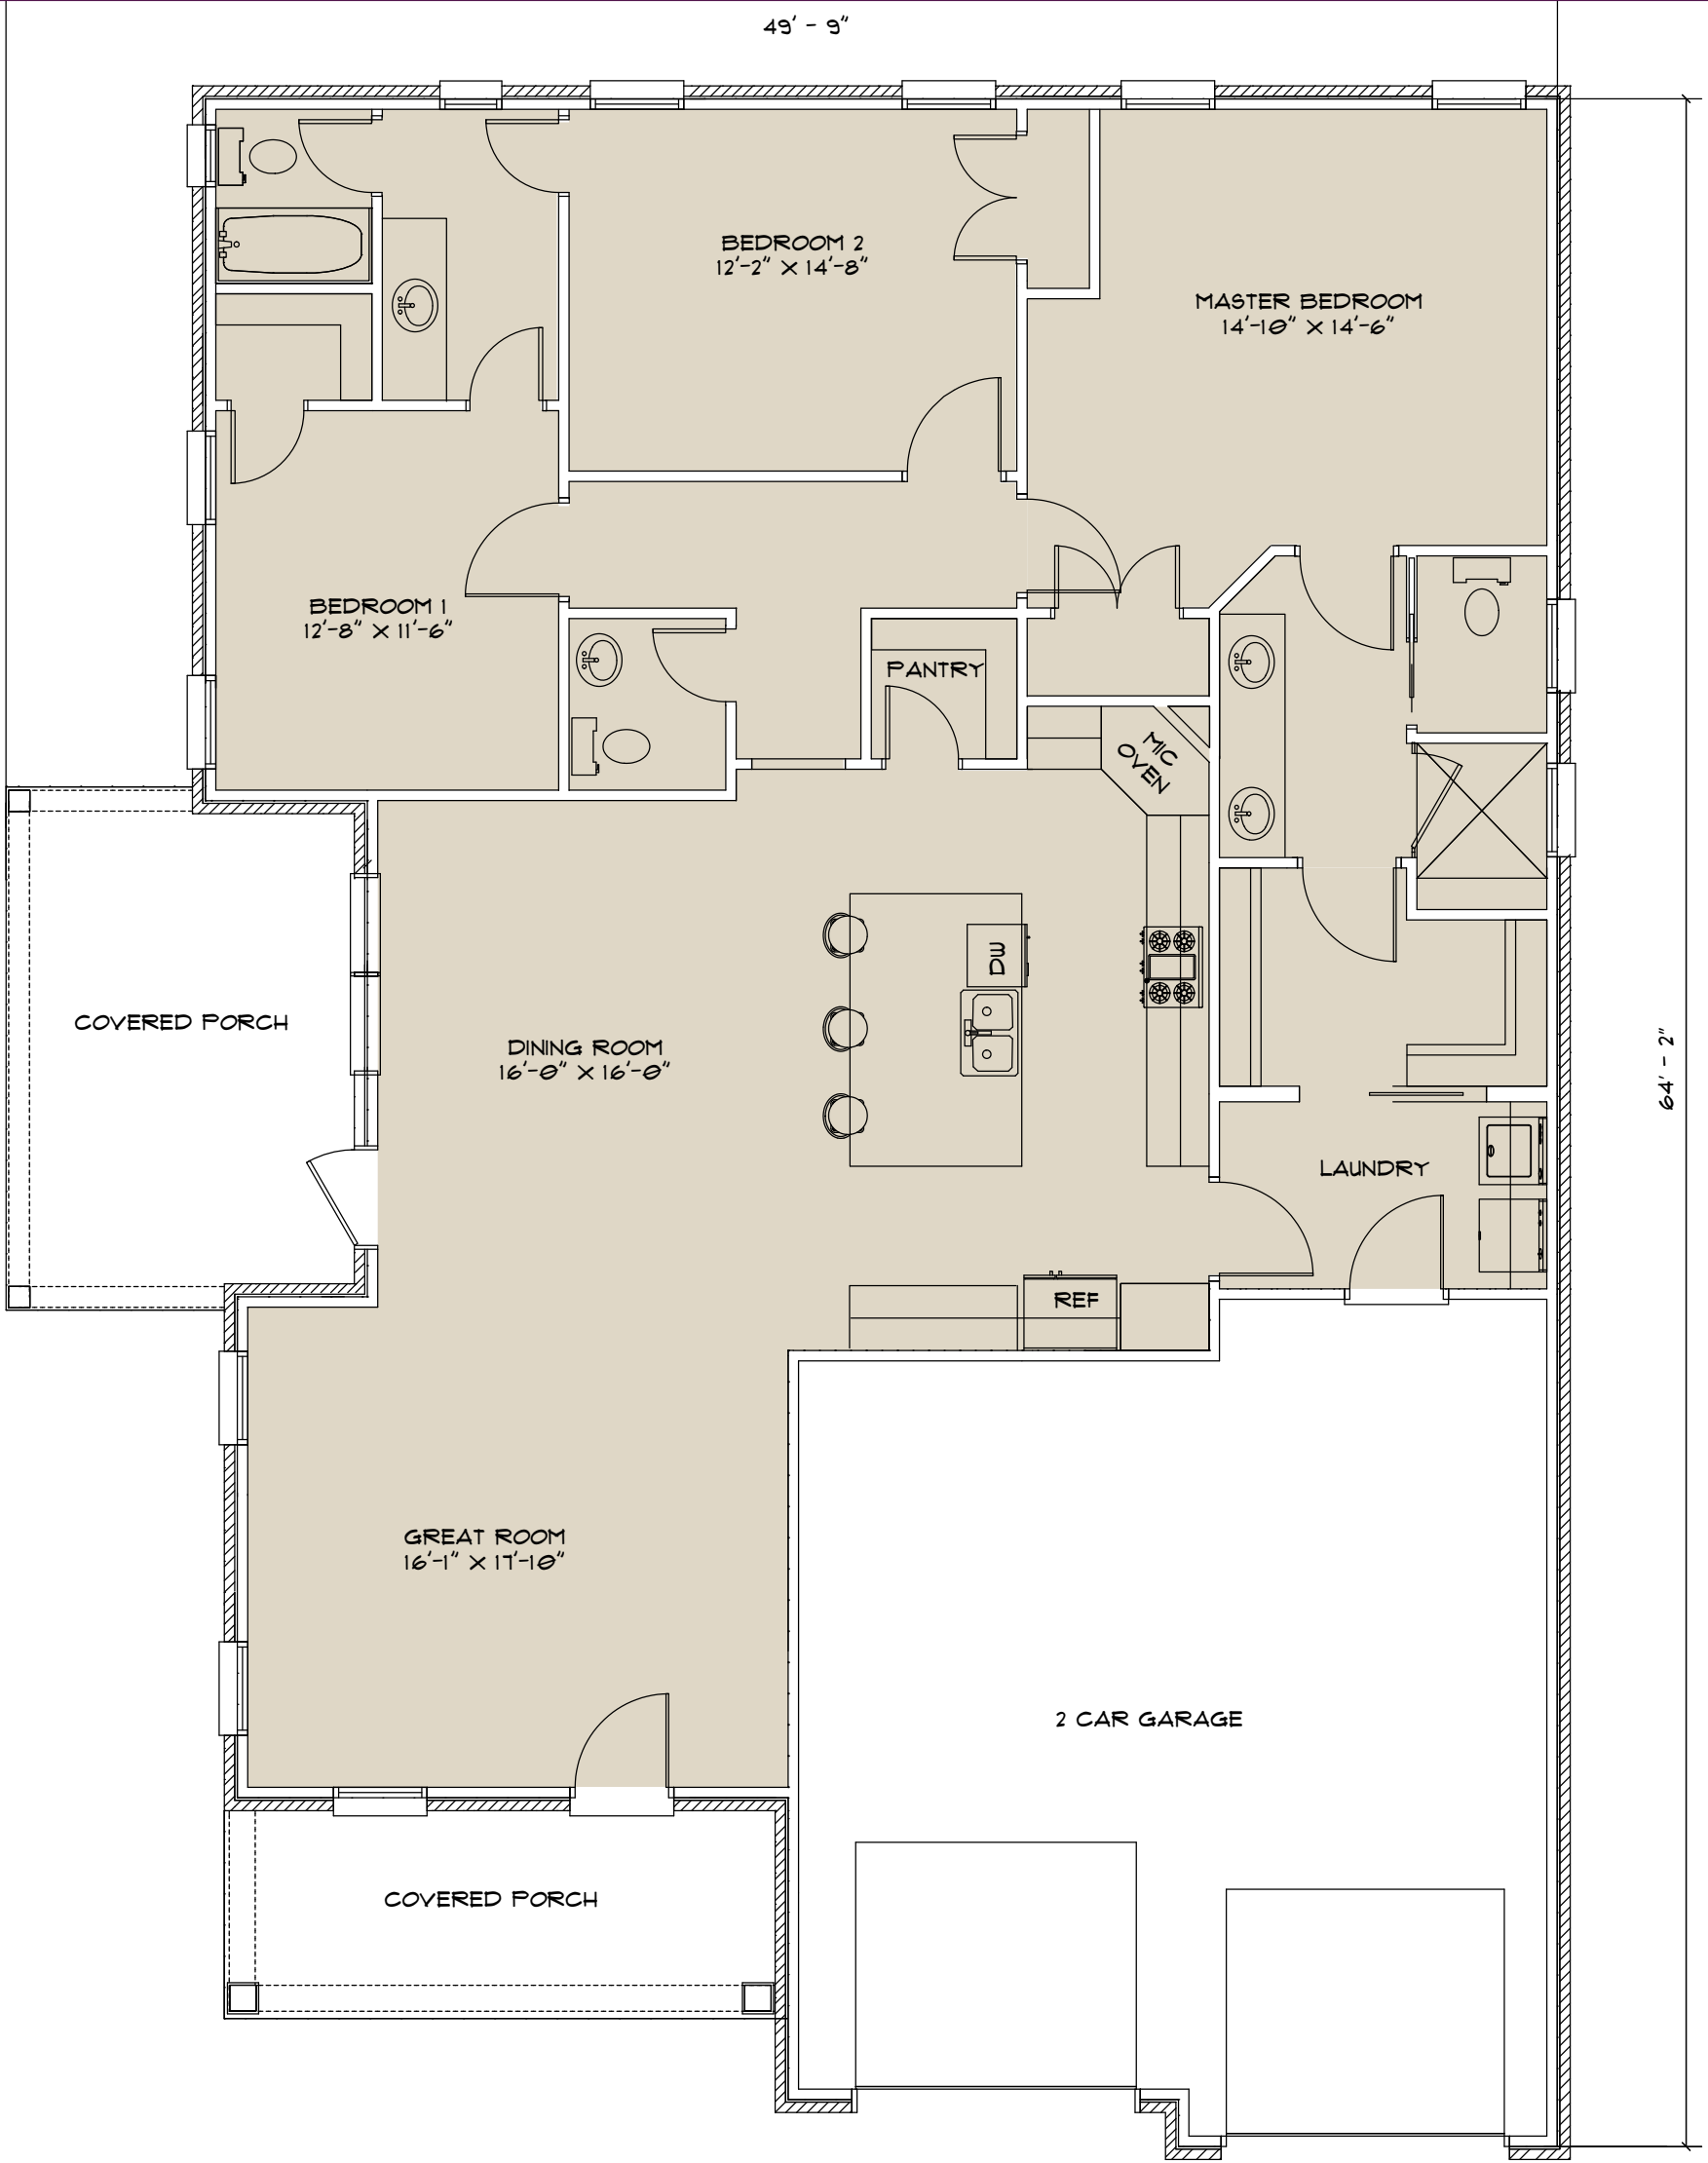 49' - 9"
BEDROOM 2
12'-2" X 14'-8"
MASTER BEDROOM
14'-10" X 14'-6"
BEDROOM 1
12'-8" X 11'-6"
PANTRY
MIC
OVEN
DW
COVERED PORCH
DINING ROOM
16'-0" X 16'-0"
64' - 2"
LAUNDRY
REF
GREAT ROOM
16'-1" X 17'-10"
2 CAR GARAGE
COVERED PORCH